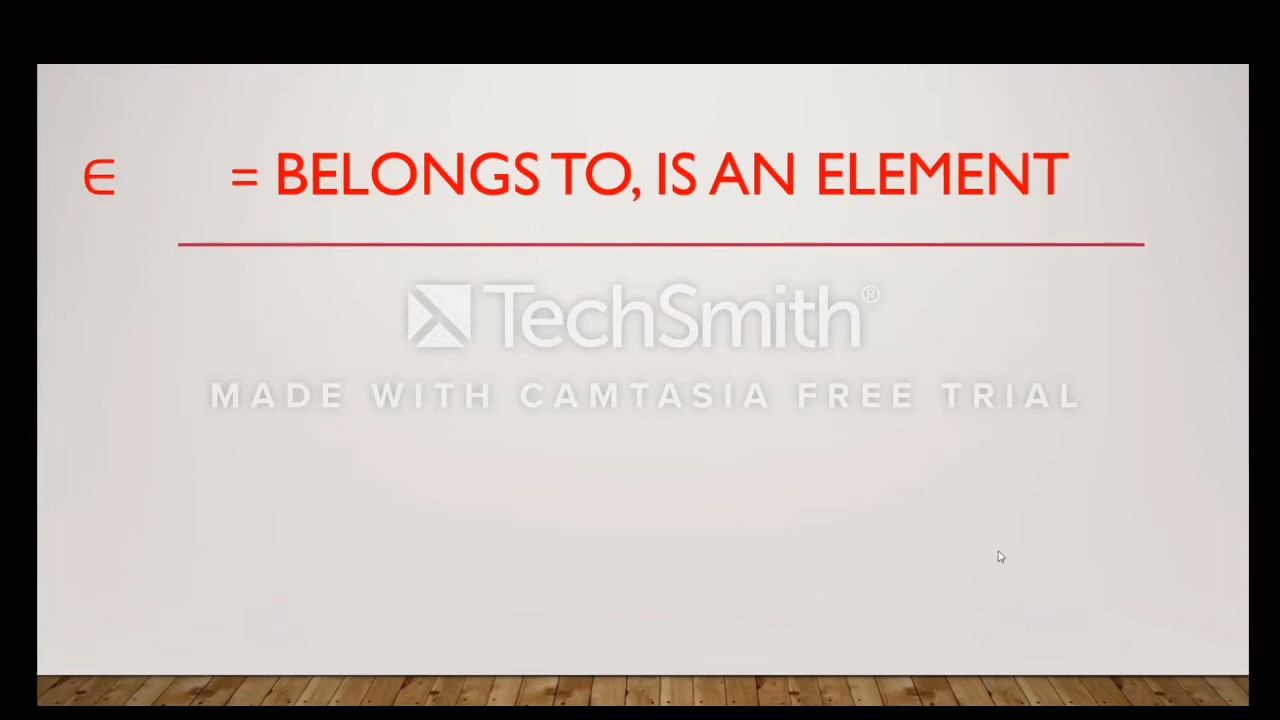 ∈ = BELONGS TO, IS AN ELEMENT
TechSmith®
MADE WITH CAMTASIA FREE TRIAL